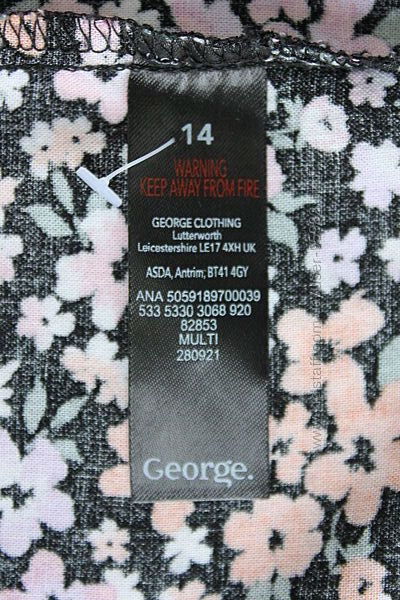 14
WARNING
KEEP AWAY FROM FIRE
GEORGE CLOTHING
Lutterworth
Leicestershire LE17 4XH UK
ASDA, Antrim, BT41 4GY
ANA 5059189700039
533 5330 3068 920
82853
MULTI
280921
George.